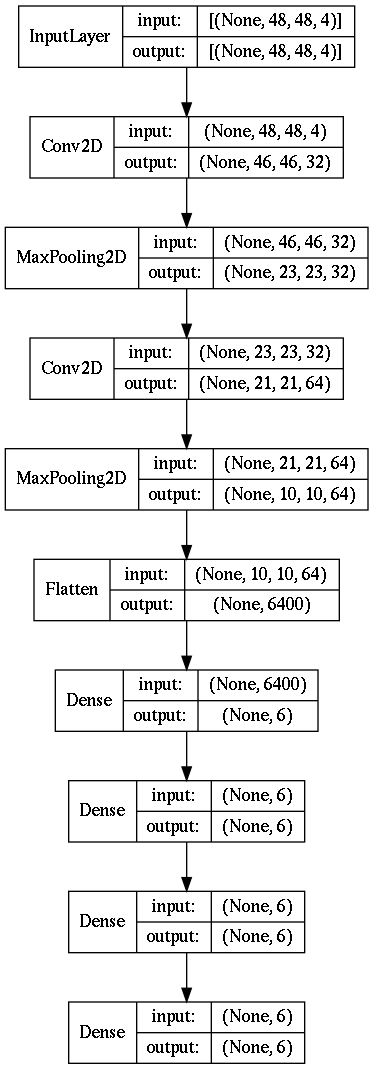 InputLayer
input: [(None, 48, 48, 4)]
output: [(None, 48, 48, 4)]
Conv2D
input: (None, 48, 48, 4)
output: (None, 46, 46, 32)
MaxPooling2D
input: (None, 46, 46, 32)
output: (None, 23, 23, 32)
Conv2D
input: (None, 23, 23, 32)
output: (None, 21, 21, 64)
MaxPooling2D
input: (None, 21, 21, 64)
output: (None, 10, 10, 64)
Flatten
input: (None, 10, 10, 64)
output: (None, 6400)
Dense
input: (None, 6400)
output: (None, 6)
Dense
input: (None, 6)
output: (None, 6)
Dense
input: (None, 6)
output: (None, 6)
Dense
input: (None, 6)
output: (None, 6)